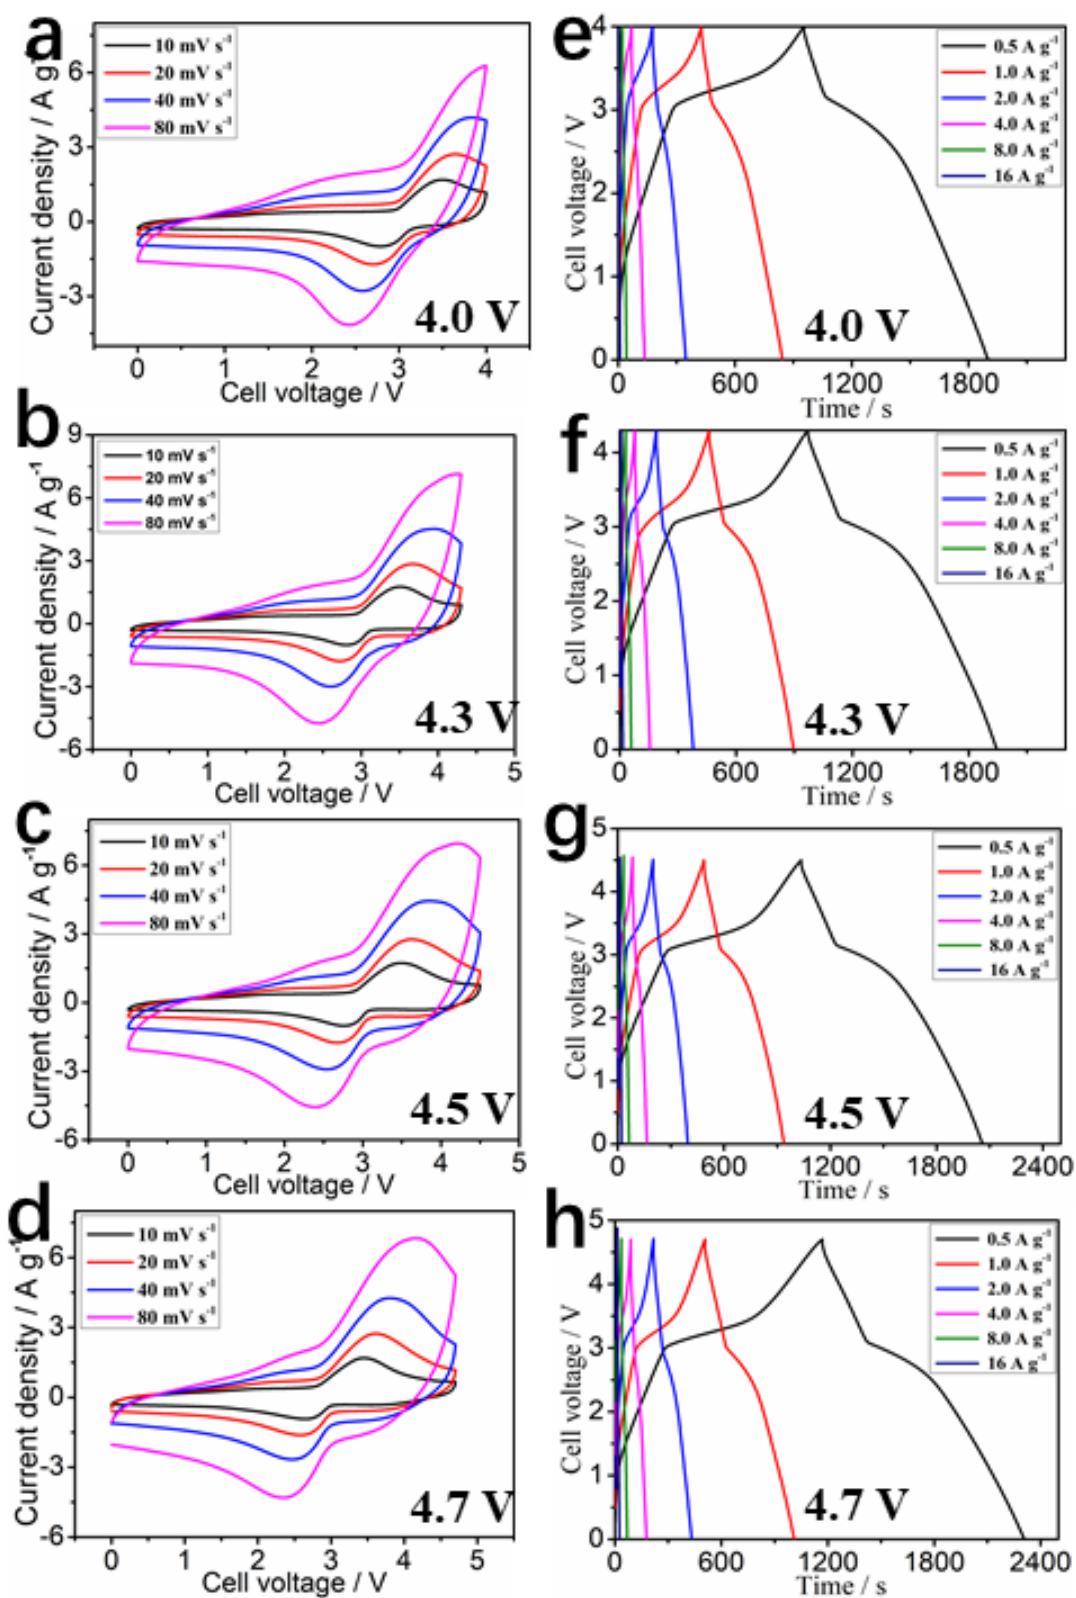 a
10 mV s⁻¹
20 mV s⁻¹
40 mV s⁻¹
80 mV s⁻¹
6
3
0
-3
Current density / A g⁻¹
0 1 2 3 4
Cell voltage / V
4.0 V
e
0.5 A g⁻¹
1.0 A g⁻¹
2.0 A g⁻¹
4.0 A g⁻¹
8.0 A g⁻¹
16 A g⁻¹
4
3
2
1
0
Cell voltage / V
0 600 1200 1800
Time / s
4.0 V
b
10 mV s⁻¹
20 mV s⁻¹
40 mV s⁻¹
80 mV s⁻¹
9
6
3
0
-3
-6
Current density / A g⁻¹
0 1 2 3 4 5
Cell voltage / V
4.3 V
f
0.5 A g⁻¹
1.0 A g⁻¹
2.0 A g⁻¹
4.0 A g⁻¹
8.0 A g⁻¹
16 A g⁻¹
4
3
2
1
0
Cell voltage / V
0 600 1200 1800
Time / s
4.3 V
c
10 mV s⁻¹
20 mV s⁻¹
40 mV s⁻¹
80 mV s⁻¹
6
3
0
-3
-6
Current density / A g⁻¹
0 1 2 3 4 5
Cell voltage / V
4.5 V
g
0.5 A g⁻¹
1.0 A g⁻¹
2.0 A g⁻¹
4.0 A g⁻¹
8.0 A g⁻¹
16 A g⁻¹
5
4
3
2
1
0
Cell voltage / V
0 600 1200 1800 2400
Time / s
4.5 V
d
10 mV s⁻¹
20 mV s⁻¹
40 mV s⁻¹
80 mV s⁻¹
6
3
0
-3
-6
Current density / A g⁻¹
0 1 2 3 4 5
Cell voltage / V
4.7 V
h
0.5 A g⁻¹
1.0 A g⁻¹
2.0 A g⁻¹
4.0 A g⁻¹
8.0 A g⁻¹
16 A g⁻¹
5
4
3
2
1
0
Cell voltage / V
0 600 1200 1800 2400
Time / s
4.7 V